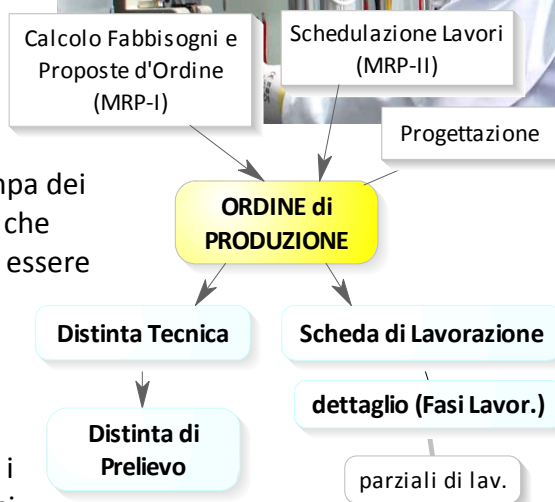 Calcolo Fabbisogni e
Proposte d'Ordine
(MRP-I)
Schedulazione Lavori
(MRP-II)
Progettazione
dei
che
essere
ORDINE di
PRODUZIONE
Distinta Tecnica
Scheda di Lavorazione
Distinta di
Prelievo
dettaglio (Fasi Lavor.)
i
parziali di lav.